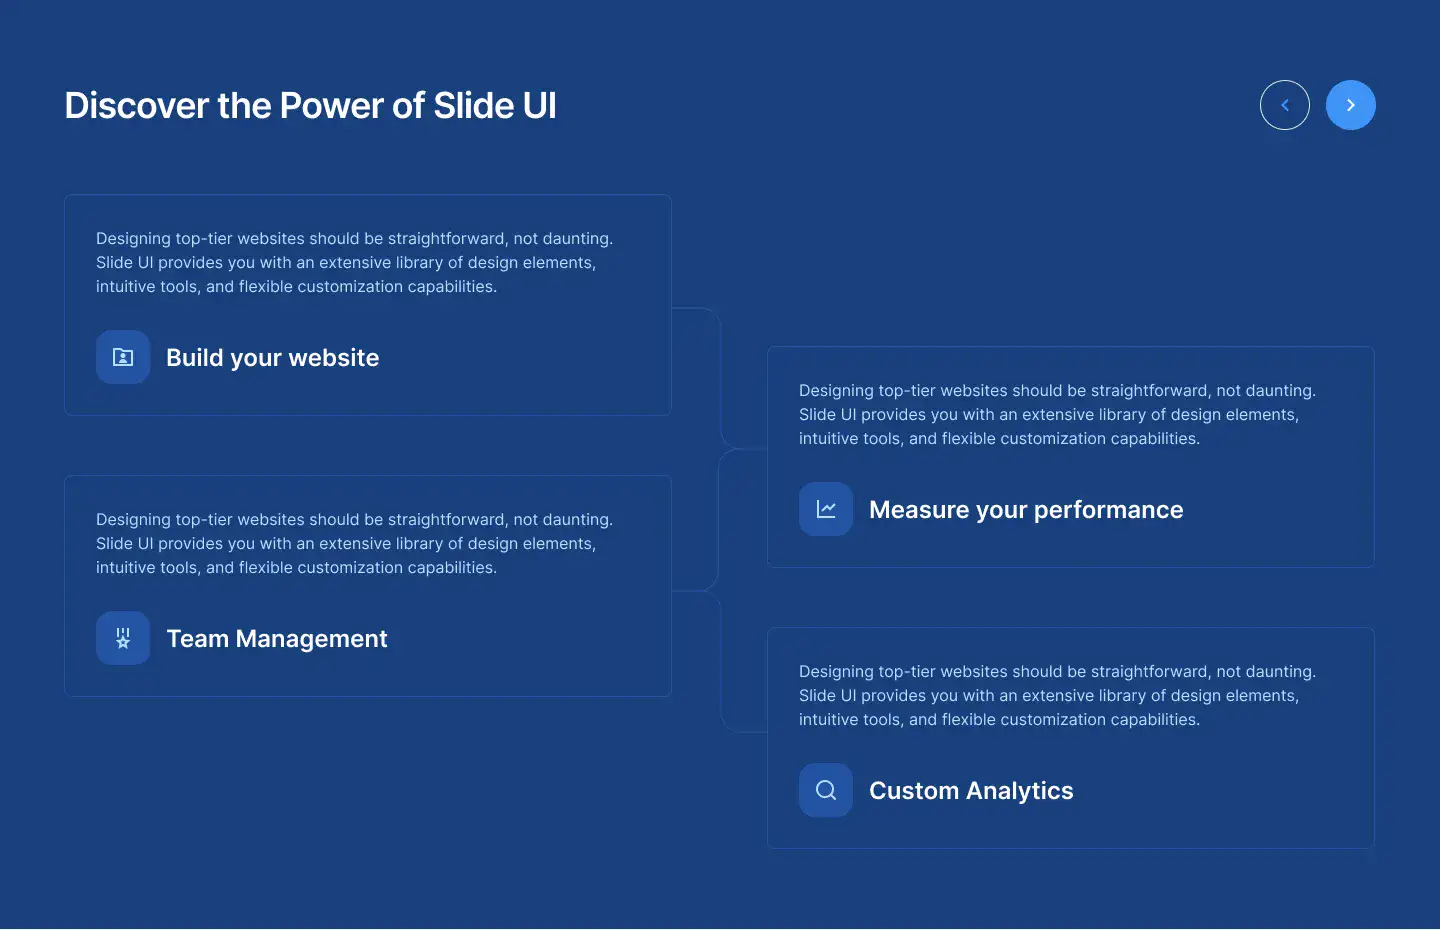 Discover the Power of Slide UI
Designing top-tier websites should be straightforward, not daunting.
Slide UI provides you with an extensive library of design elements,
intuitive tools, and flexible customization capabilities.
Build your website
Designing top-tier websites should be straightforward, not daunting.
Slide UI provides you with an extensive library of design elements,
intuitive tools, and flexible customization capabilities.
Measure your performance
Designing top-tier websites should be straightforward, not daunting.
Slide UI provides you with an extensive library of design elements,
intuitive tools, and flexible customization capabilities.
Team Management
Designing top-tier websites should be straightforward, not daunting.
Slide UI provides you with an extensive library of design elements,
intuitive tools, and flexible customization capabilities.
Custom Analytics